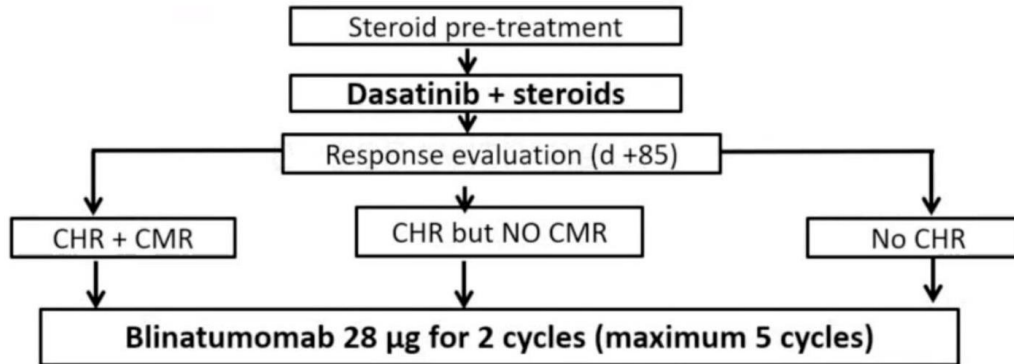 Steroid pre-treatment
Dasatinib + steroids
Response evaluation (d +85)
CHR + CMR
CHR but NO CMR
No CHR
Blinatumomab 28 µg for 2 cycles (maximum 5 cycles)